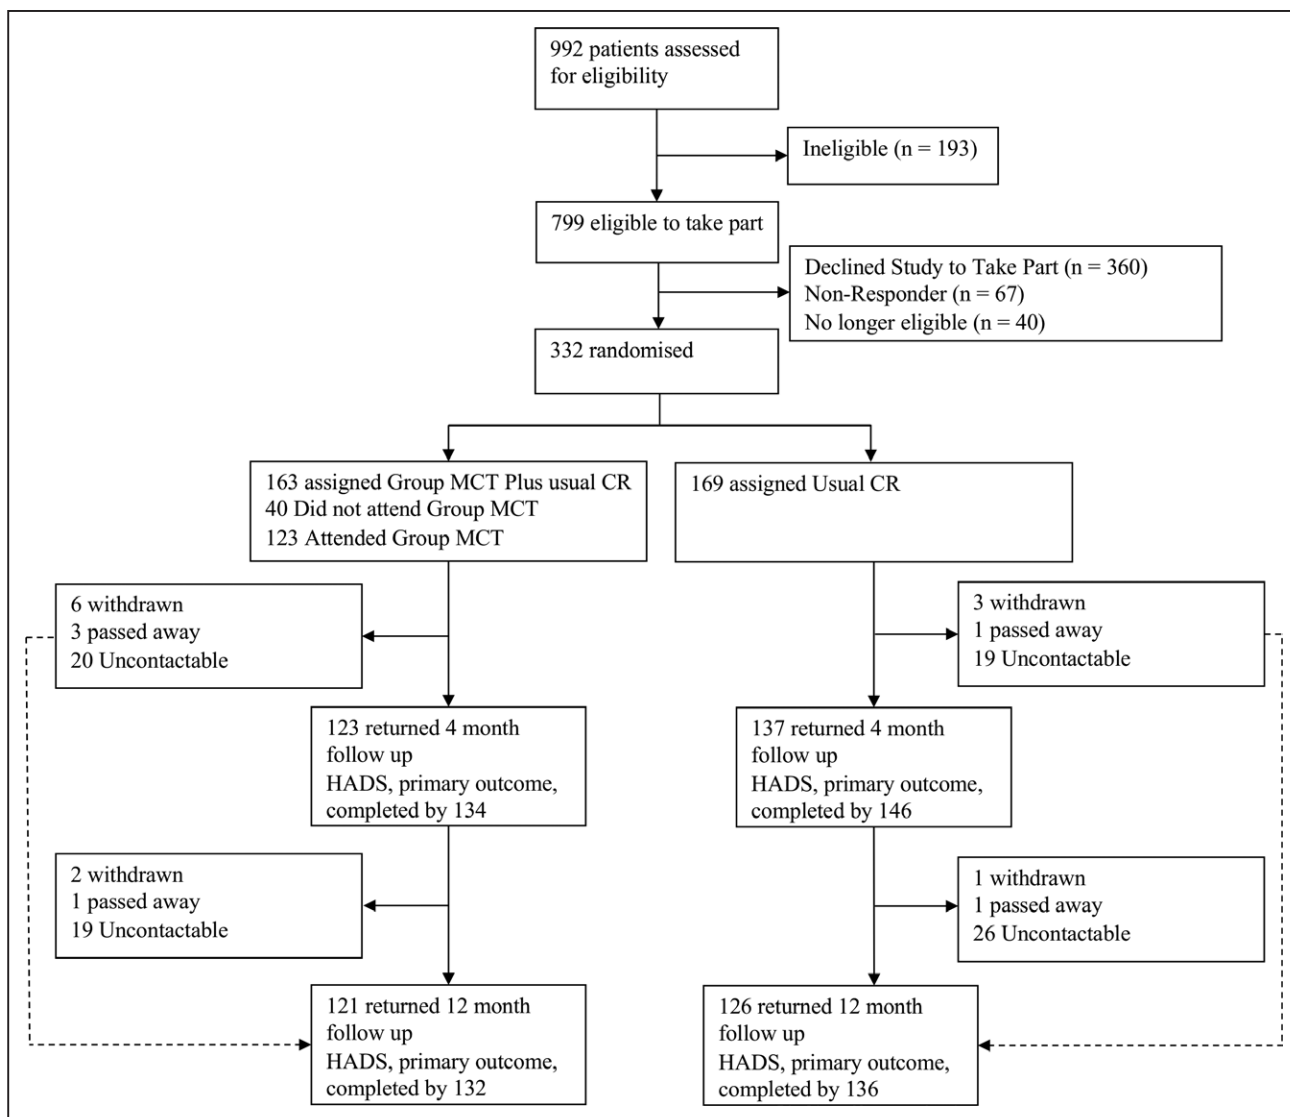 992 patients assessed
for eligibility
Ineligible (n = 193)
799 eligible to take part
Declined Study to Take Part (n = 360)
Non-Responder (n = 67)
No longer eligible (n = 40)
332 randomised
163 assigned Group MCT Plus usual CR
40 Did not attend Group MCT
123 Attended Group MCT
169 assigned Usual CR
6 withdrawn
3 passed away
20 Uncontactable
3 withdrawn
1 passed away
19 Uncontactable
123 returned 4 month
follow up
HADS, primary outcome,
completed by 134
137 returned 4 month
follow up
HADS, primary outcome,
completed by 146
2 withdrawn
1 passed away
19 Uncontactable
1 withdrawn
1 passed away
26 Uncontactable
121 returned 12 month
follow up
HADS, primary outcome,
completed by 132
126 returned 12 month
follow up
HADS, primary outcome,
completed by 136